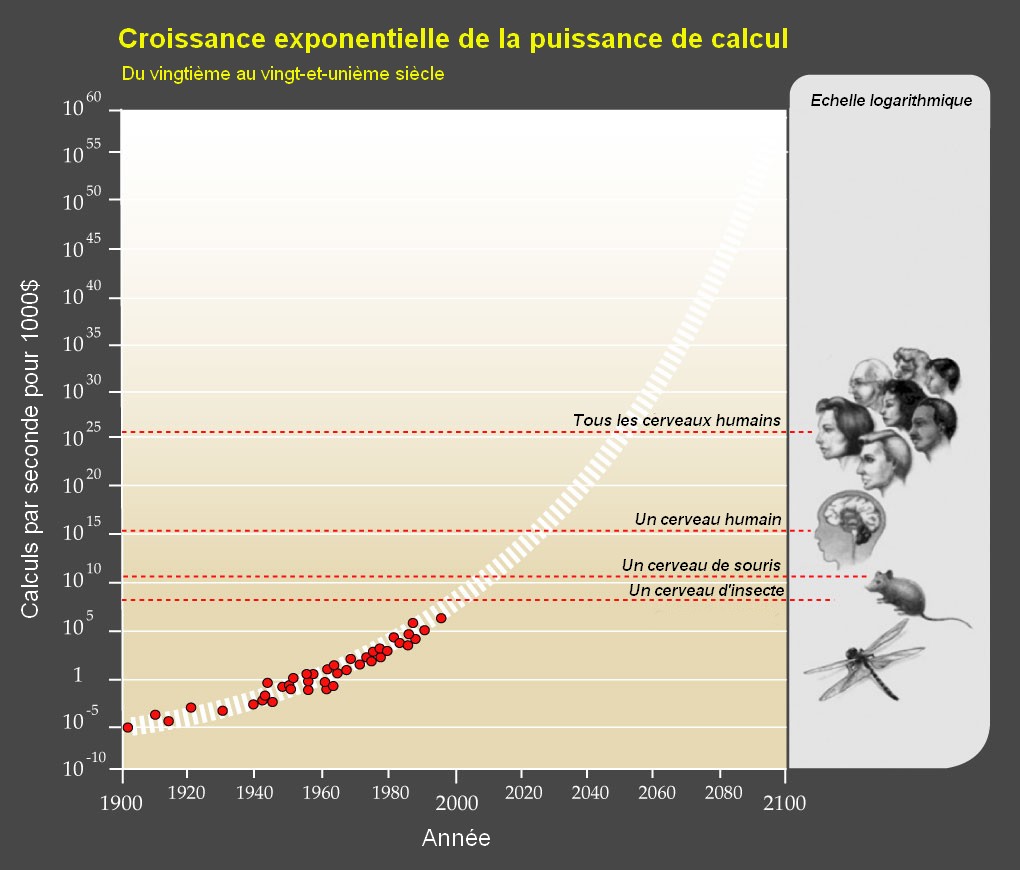 Croissance exponentielle de la puissance de calcul
Du vingtième au vingt-et-unième siècle
Echelle logarithmique
Calculs par seconde pour 1000$
10^60
10^55
10^50
10^45
10^40
10^35
10^30
10^25
10^20
10^15
10^10
10^5
1
10^-5
10^-10
Tous les cerveaux humains
Un cerveau humain
Un cerveau de souris
Un cerveau d'insecte
1900 1920 1940 1960 1980 2000 2020 2040 2060 2080 2100
Année